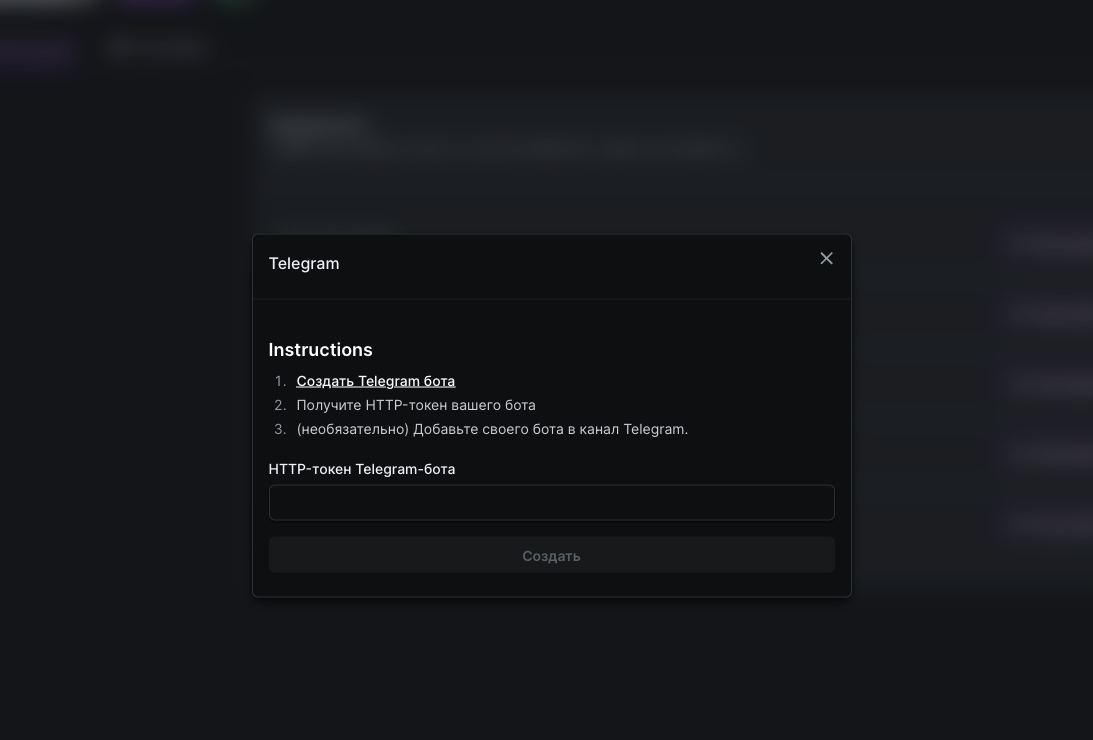 Telegram
Instructions
1. Создать Telegram бота
2. Получите HTTP-токен вашего бота
3. (необязательно) Добавьте своего бота в канал Telegram.
HTTP-токен Telegram-бота
Создать